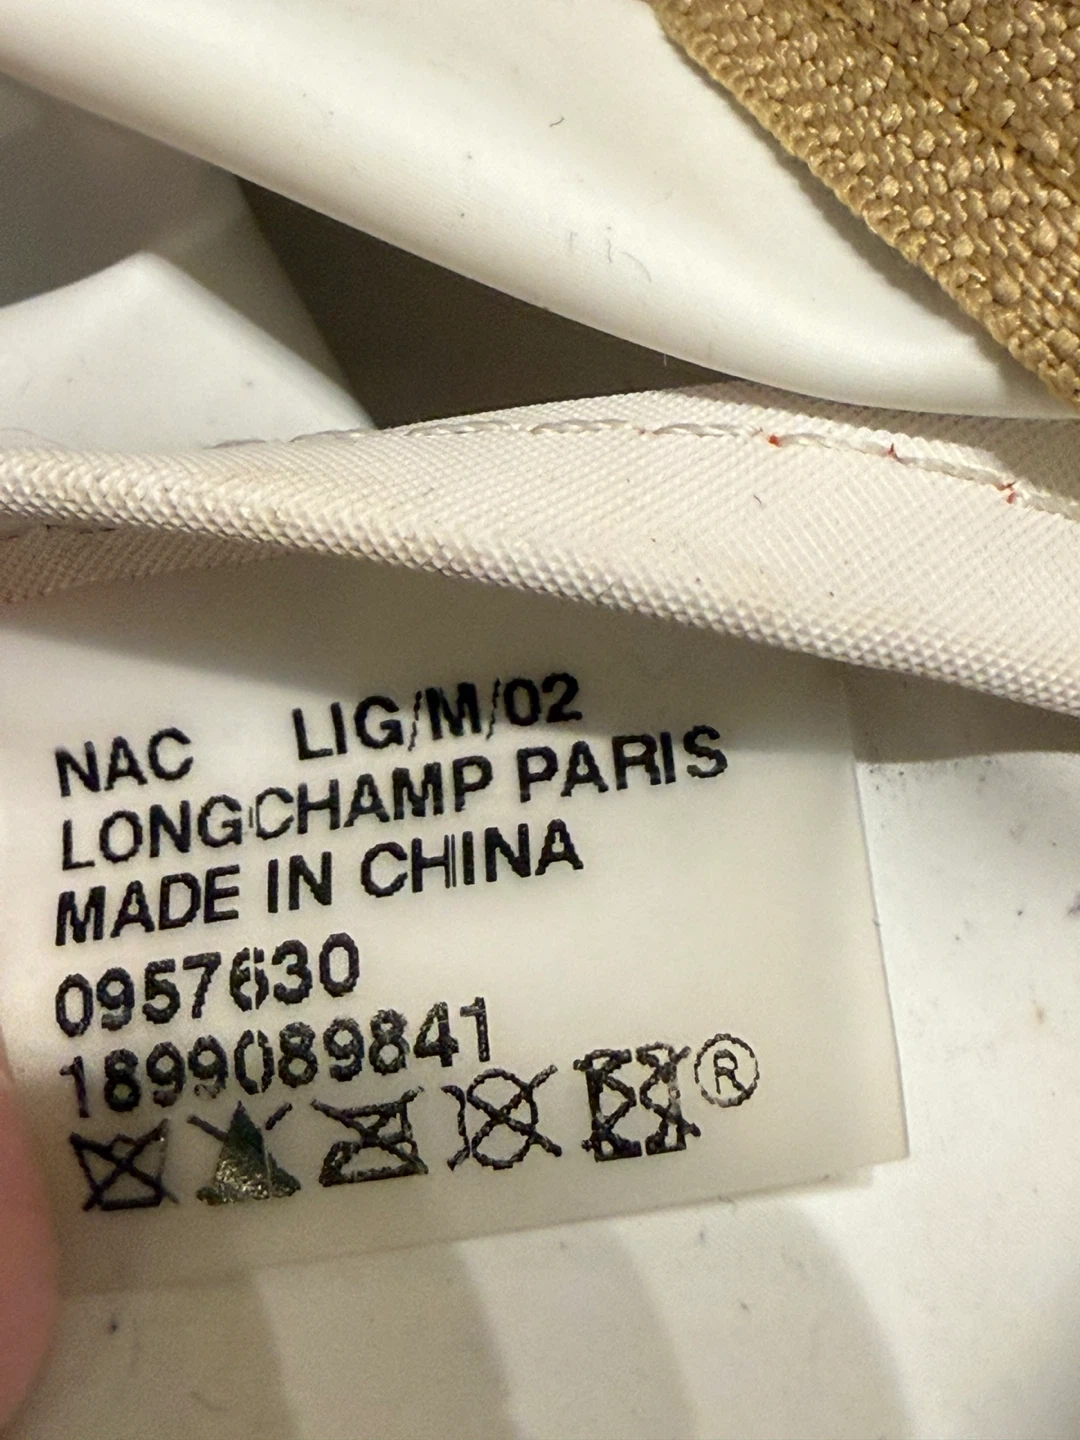 NAC LIG/M/02
LONGCHAMP PARIS
MADE IN CHINA
0957630
1899089841
®